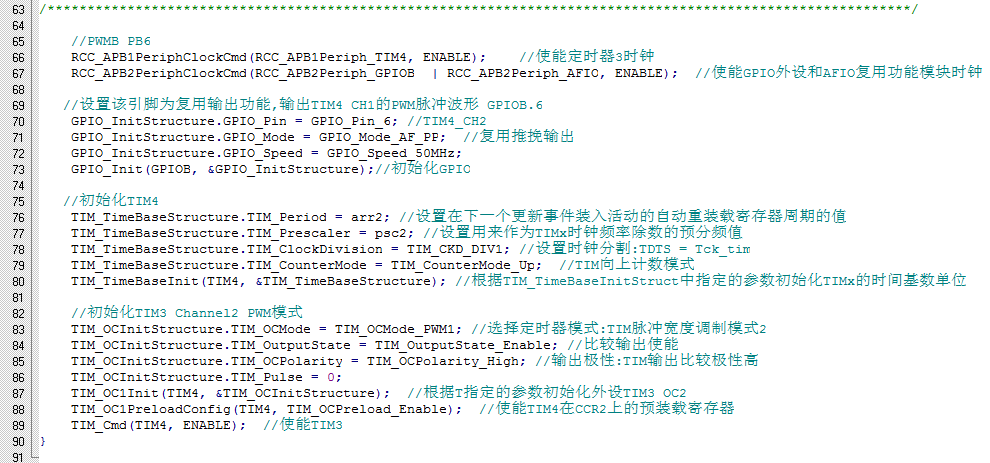 63 /************************************************************************************************************/
64
65 //PWMB PB6
66 RCC_APB1PeriphClockCmd(RCC_APB1Periph_TIM4, ENABLE); //使能定时器3时钟
67 RCC_APB2PeriphClockCmd(RCC_APB2Periph_GPIOB | RCC_APB2Periph_AFIO, ENABLE); //使能GPIO外设和AFIO复用功能模块时钟
68
69 //设置该引脚为复用输出功能,输出TIM4 CH1的PWM脉冲波形 GPIOB.6
70 GPIO_InitStructure.GPIO_Pin = GPIO_Pin_6; //TIM4_CH2
71 GPIO_InitStructure.GPIO_Mode = GPIO_Mode_AF_PP; //复用推挽输出
72 GPIO_InitStructure.GPIO_Speed = GPIO_Speed_50MHz;
73 GPIO_Init(GPIOB, &GPIO_InitStructure);//初始化GPIO
74
75 //初始化TIM4
76 TIM_TimeBaseStructure.TIM_Period = arr2; //设置在下一个更新事件装入活动的自动重装载寄存器周期的值
77 TIM_TimeBaseStructure.TIM_Prescaler = psc2; //设置用来作为TIMx时钟频率除数的预分频值
78 TIM_TimeBaseStructure.TIM_ClockDivision = TIM_CKD_DIV1; //设置时钟分割:TDTS = Tck_tim
79 TIM_TimeBaseStructure.TIM_CounterMode = TIM_CounterMode_Up; //TIM向上计数模式
80 TIM_TimeBaseInit(TIM4, &TIM_TimeBaseStructure); //根据TIM_TimeBaseInitStruct中指定的参数初始化TIMx的时间基数单位
81
82 //初始化TIM3 Channel2 PWM模式
83 TIM_OCInitStructure.TIM_OCMode = TIM_OCMode_PWM1; //选择定时器模式:TIM脉冲宽度调制模式2
84 TIM_OCInitStructure.TIM_OutputState = TIM_OutputState_Enable; //比较输出使能
85 TIM_OCInitStructure.TIM_OCPolarity = TIM_OCPolarity_High; //输出极性:TIM输出比较极性高
86 TIM_OCInitStructure.TIM_Pulse = 0;
87 TIM_OC1Init(TIM4, &TIM_OCInitStructure); //根据T指定的参数初始化外设TIM3 OC2
88 TIM_OC1PreloadConfig(TIM4, TIM_OCPreload_Enable); //使能TIM4在CCR2上的预装载寄存器
89 TIM_Cmd(TIM4, ENABLE); //使能TIM3
90 }
91